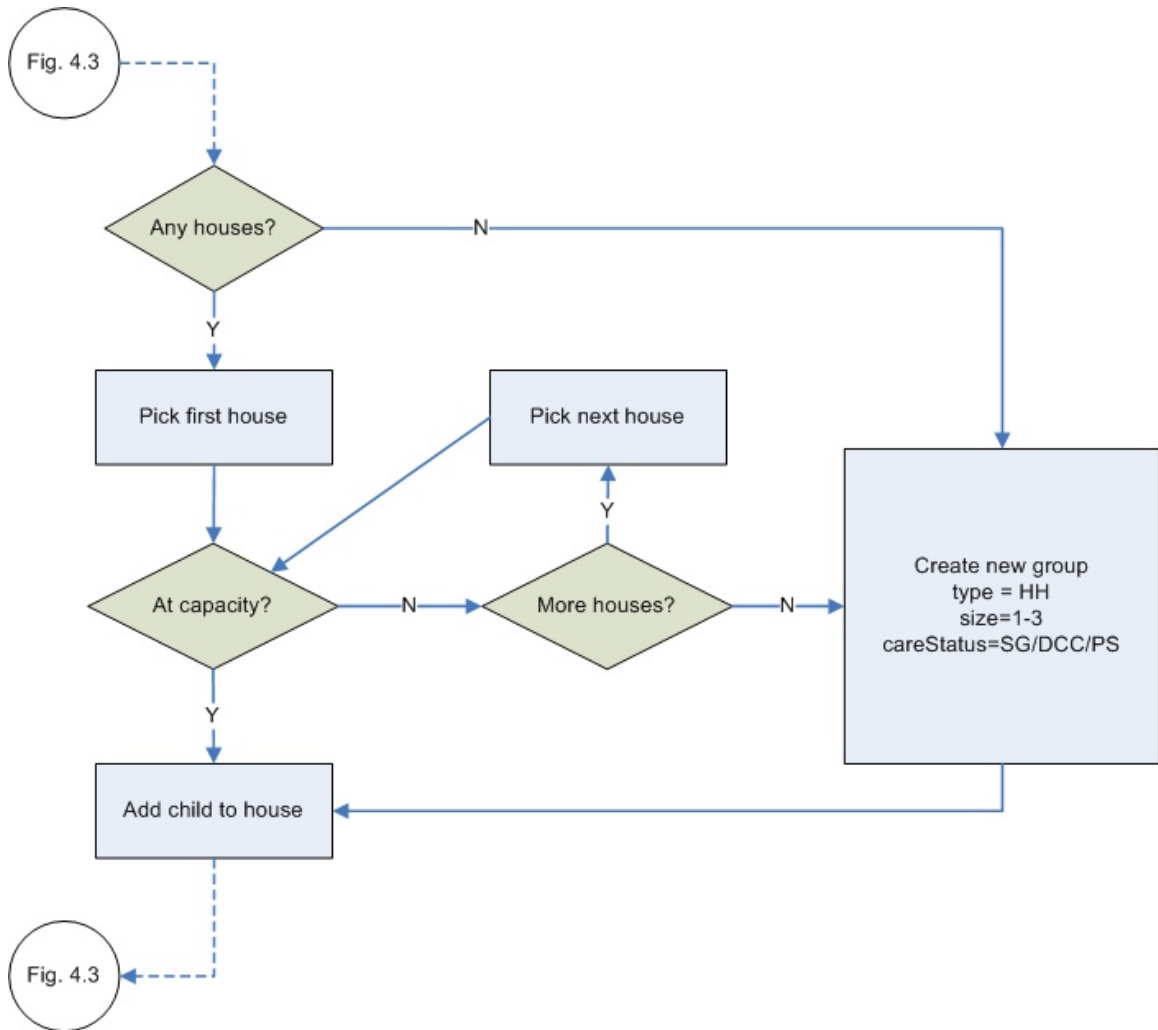 Fig. 4.3
Any houses?
N
Y
Pick first house
Pick next house
Y
Create new group
type = HH
size=1-3
careStatus=SG/DCC/PS
At capacity?
N
More houses?
N
Y
Add child to house
Fig. 4.3